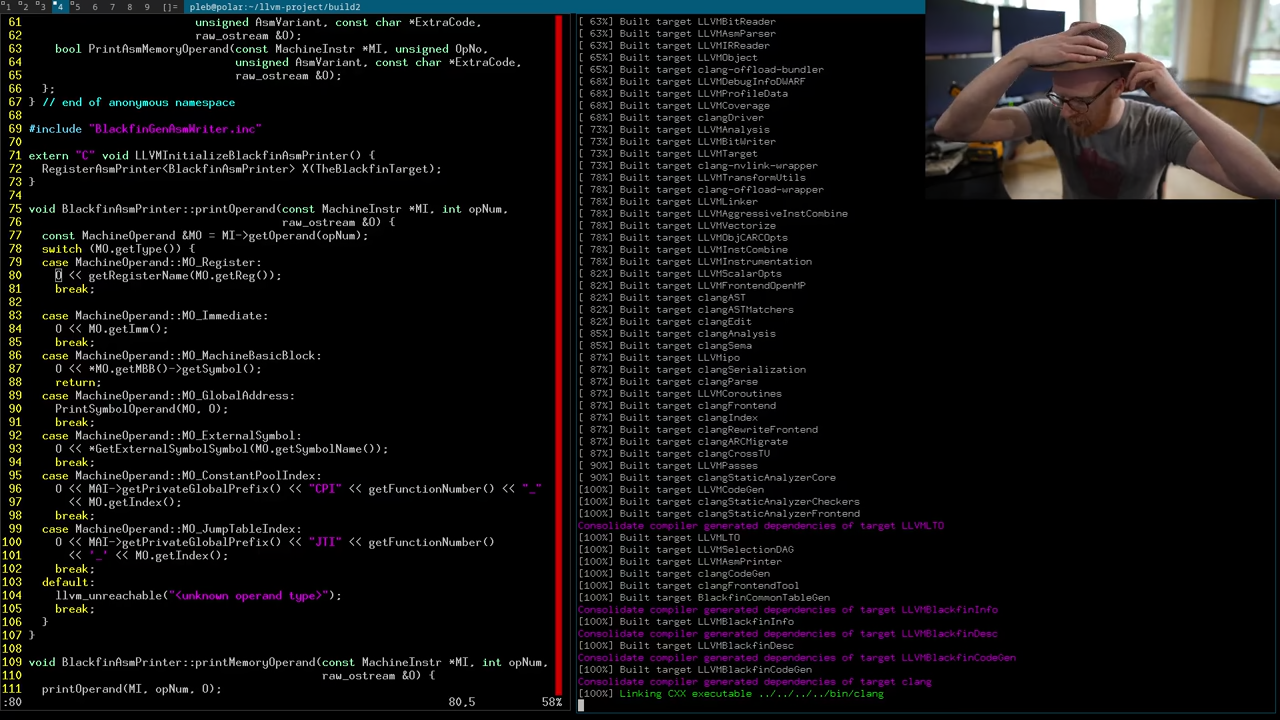 1 2 3 4 5 6 7 8 9 []= pleb@polar:~/llvm-project/build2
61 unsigned AsmVariant, const char *ExtraCode,
62 raw_ostream &O);
63 bool PrintAsmMemoryOperand(const MachineInstr *MI, unsigned OpNo,
64 unsigned AsmVariant, const char *ExtraCode,
65 raw_ostream &O);
66 };
67 } // end of anonymous namespace
68
69 #include "BlackfinGenAsmWriter.inc"
70
71 extern "C" void LLVMInitializeBlackfinAsmPrinter() {
72 RegisterAsmPrinter<BlackfinAsmPrinter> X(TheBlackfinTarget);
73 }
74
75 void BlackfinAsmPrinter::printOperand(const MachineInstr *MI, int opNum,
76 raw_ostream &O) {
77 const MachineOperand &MO = MI->getOperand(opNum);
78 switch (MO.getType()) {
79 case MachineOperand::MO_Register:
80 O << getRegisterName(MO.getReg());
81 break;
82
83 case MachineOperand::MO_Immediate:
84 O << MO.getImm();
85 break;
86 case MachineOperand::MO_MachineBasicBlock:
87 O << *MO.getMBB()->getSymbol();
88 return;
89 case MachineOperand::MO_GlobalAddress:
90 PrintSymbolOperand(MO, O);
91 break;
92 case MachineOperand::MO_ExternalSymbol:
93 O << *GetExternalSymbolSymbol(MO.getSymbolName());
94 break;
95 case MachineOperand::MO_ConstantPoolIndex:
96 O << MAI->getPrivateGlobalPrefix() << "CPI" << getFunctionNumber() << "_"
97 << MO.getIndex();
98 break;
99 case MachineOperand::MO_JumpTableIndex:
100 O << MAI->getPrivateGlobalPrefix() << "JTI" << getFunctionNumber()
101 << '_' << MO.getIndex();
102 break;
103 default:
104 llvm_unreachable("<unknown operand type>");
105 break;
106 }
107 }
108
109 void BlackfinAsmPrinter::printMemoryOperand(const MachineInstr *MI, int opNum,
110 raw_ostream &O) {
111 printOperand(MI, opNum, O);
:80 80,5 58%
[ 63%] Built target LLVMBitReader
[ 63%] Built target LLVMAsmParser
[ 63%] Built target LLVMIRReader
[ 65%] Built target LLVMObject
[ 65%] Built target clang-offload-bundler
[ 68%] Built target LLVMDebugInfoDWARF
[ 68%] Built target LLVMProfileData
[ 68%] Built target LLVMCoverage
[ 68%] Built target clangDriver
[ 73%] Built target LLVMAnalysis
[ 73%] Built target LLVMBitWriter
[ 73%] Built target LLVMTarget
[ 73%] Built target clang-nvlink-wrapper
[ 78%] Built target LLVMTransformUtils
[ 78%] Built target clang-offload-wrapper
[ 78%] Built target LLVMLinker
[ 78%] Built target LLVMAggressiveInstCombine
[ 78%] Built target LLVMVectorize
[ 78%] Built target LLVMObjCARCOpts
[ 78%] Built target LLVMInstCombine
[ 78%] Built target LLVMInstrumentation
[ 82%] Built target LLVMScalarOpts
[ 82%] Built target LLVMFrontendOpenMP
[ 82%] Built target clangAST
[ 82%] Built target clangASTMatchers
[ 82%] Built target clangEdit
[ 85%] Built target clangAnalysis
[ 85%] Built target clangSema
[ 87%] Built target LLVMipo
[ 87%] Built target clangSerialization
[ 87%] Built target clangParse
[ 87%] Built target LLVMCoroutines
[ 87%] Built target clangFrontend
[ 87%] Built target clangIndex
[ 87%] Built target clangRewriteFrontend
[ 87%] Built target clangARCMigrate
[ 87%] Built target clangCrossTU
[ 90%] Built target LLVMPasses
[ 90%] Built target clangStaticAnalyzerCore
[100%] Built target LLVMCodeGen
[100%] Built target clangStaticAnalyzerCheckers
[100%] Built target clangStaticAnalyzerFrontend
Consolidate compiler generated dependencies of target LLVMLTO
[100%] Built target LLVMLTO
[100%] Built target LLVMSelectionDAG
[100%] Built target LLVMAsmPrinter
[100%] Built target clangCodeGen
[100%] Built target clangFrontendTool
[100%] Built target BlackfinCommonTableGen
Consolidate compiler generated dependencies of target LLVMBlackfinInfo
[100%] Built target LLVMBlackfinInfo
Consolidate compiler generated dependencies of target LLVMBlackfinDesc
[100%] Built target LLVMBlackfinDesc
Consolidate compiler generated dependencies of target LLVMBlackfinCodeGen
[100%] Built target LLVMBlackfinCodeGen
Consolidate compiler generated dependencies of target clang
[100%] Linking CXX executable ../../../../bin/clang